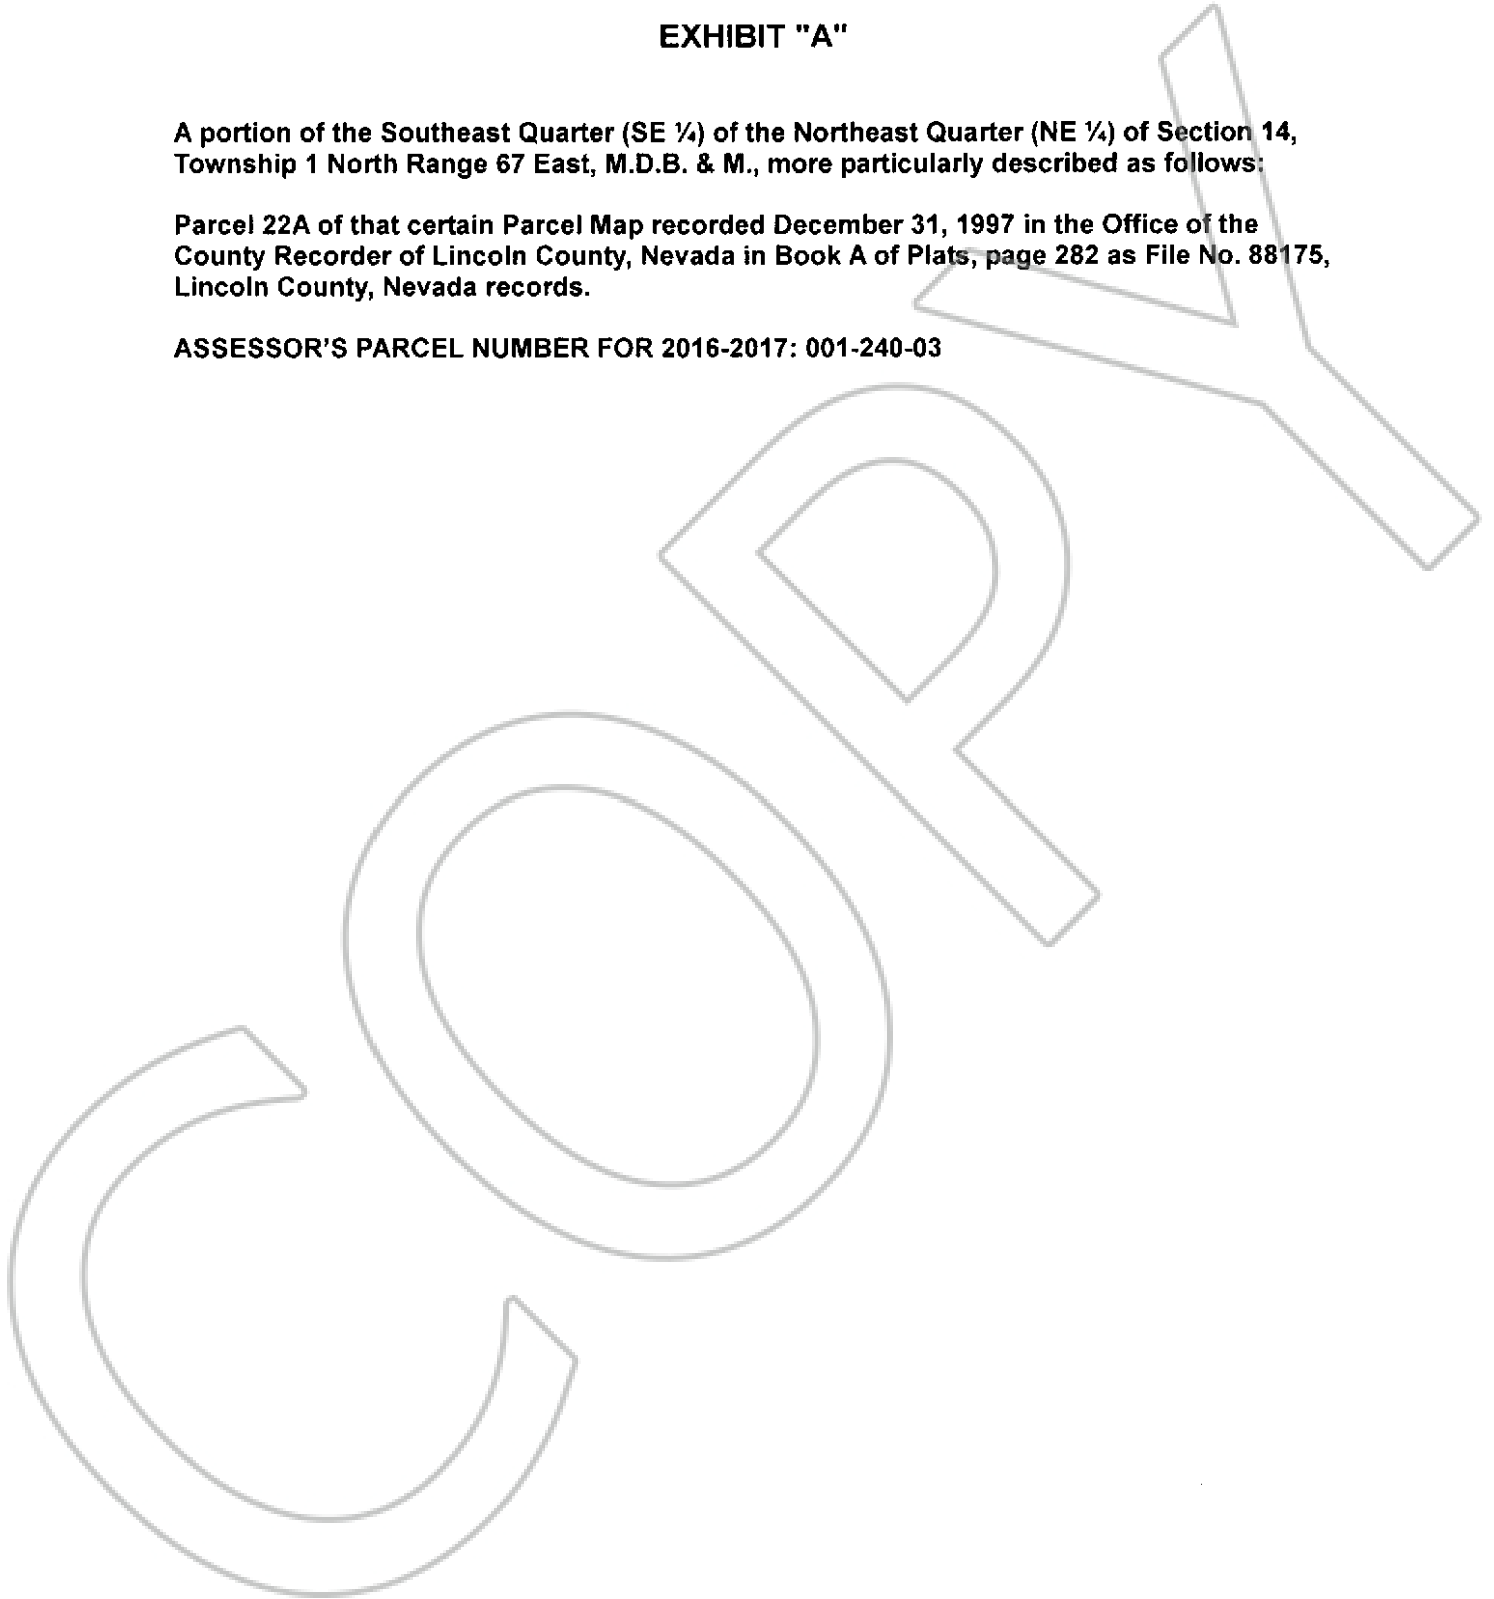 EXHIBIT "A"
A portion of the Southeast Quarter (SE ¼) of the Northeast Quarter (NE ¼) of Section 14,
Township 1 North Range 67 East, M.D.B. & M., more particularly described as follows:
Parcel 22A of that certain Parcel Map recorded December 31, 1997 in the Office of the
County Recorder of Lincoln County, Nevada in Book A of Plats, page 282 as File No. 88175,
Lincoln County, Nevada records.
ASSESSOR'S PARCEL NUMBER FOR 2016-2017: 001-240-03
COPY